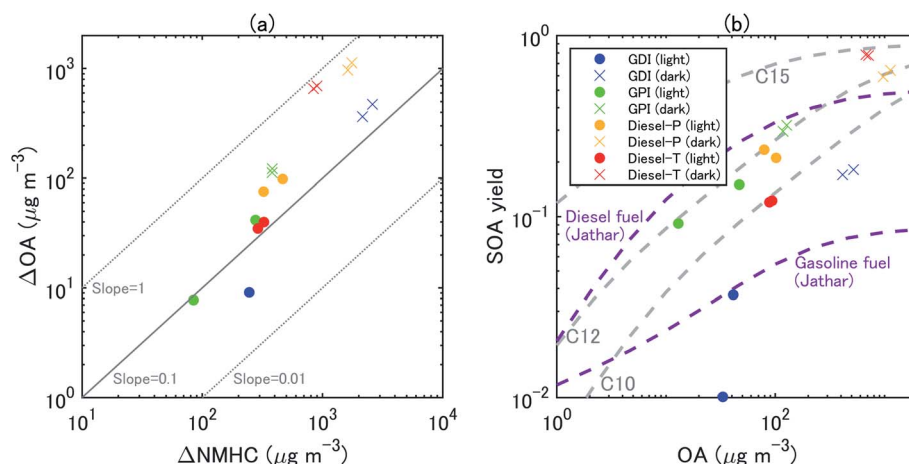 (a)
ΔOA (μg m⁻³)
10³
10²
10¹
10⁰
Slope=1
Slope=0.1
Slope=0.01
10¹ 10² 10³ 10⁴
ΔNMHC (μg m⁻³)
(b)
SOA yield
10⁰
10⁻¹
10⁻²
GDI (light)
GDI (dark)
GPI (light)
GPI (dark)
Diesel-P (light)
Diesel-P (dark)
Diesel-T (light)
Diesel-T (dark)
C15
Diesel fuel
(Jathar)
Gasoline fuel
(Jathar)
C12
C10
10⁰ 10²
OA (μg m⁻³)